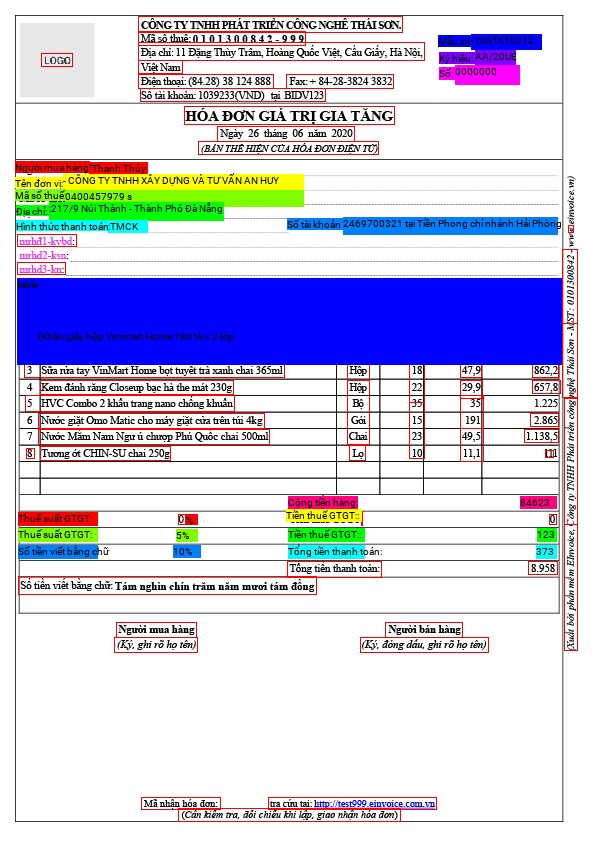 CÔNG TY TNHH PHÁT TRIỂN CÔNG NGHỆ THÁI SƠN.
Mã số thuế: 0 1 0 1 3 0 0 8 4 2 - 9 9 9
LOGO
Địa chỉ: 11 Đặng Thùy Trâm, Hoàng Quốc Việt, Cầu Giấy, Hà Nội,
Việt Nam
Điện thoại: (84.28) 38 124 888 Fax: + 84-28-3824 3832
Số tài khoản: 1039233(VND) tại BIDV123
Mẫu số: 01GTKT0212
Ký hiệu: AA/20UE
Số: 0000000
HÓA ĐƠN GIÁ TRỊ GIA TĂNG
Ngày 26 tháng 06 năm 2020
(BẢN THỂ HIỆN CỦA HÓA ĐƠN ĐIỆN TỬ)
Người mua hàng: Thanh Thủy
Tên đơn vị: - CÔNG TY TNHH XÂY DỰNG VÀ TƯ VẤN AN HUY
Mã số thuế: 0400457979 s
Địa chỉ: 217/9 Núi Thành - Thành Phố Đà Nẵng
Hình thức thanh toán: TMCK Số tài khoản 2469700321 tại Tiền Phong chi nhánh Hải Phòng
mrhđ1-kvbd:
mrhd2-ksn:
mrhd3-kn:
table
(Khăn giấy hộp Vinmart Home 180 tờ x 2 lớp
3 Sữa rửa tay VinMart Home bọt tuyết trà xanh chai 365ml Hộp 18 47,9 862,2
4 Kem đánh răng Closeup bạc hà the mát 230g Hộp 22 29,9 657,8
5 HVC Combo 2 khẩu trang nano chống khuẩn Bộ 35 35 1.225
6 Nước giặt Omo Matic cho máy giặt cửa trên túi 4kg Gói 15 191 2.865
7 Nước Mắm Nam Ngư ủ chượp Phú Quốc chai 500ml Chai 23 49,5 1.138,5
8 Tương ớt CHIN-SU chai 250g Lọ 10 11,1 111
Cộng tiền hàng: 84623
Thuế suất GTGT: 0% Tiền thuế GTGT:: 0
Thuế suất GTGT: 5% Tiền thuế GTGT:: 123
Số tiền viết bằng chữ 10% Tổng tiền thanh toán: 373
Tổng tiền thanh toán: 8.958
Số tiền viết bằng chữ: Tám nghìn chín trăm năm mươi tám đồng
Người mua hàng Người bán hàng
(Ký, ghi rõ họ tên) (Ký, đóng dấu, ghi rõ họ tên)
Mã nhận hóa đơn: tra cứu tại: http://test999.einvoice.com.vn
(Cần kiểm tra, đối chiếu khi lập, giao nhận hóa đơn)
(Xuất bởi phần mềm EInvoice, Công ty TNHH Phát triển công nghệ Thái Sơn - MST: 0101300842 - www.einvoice.vn)